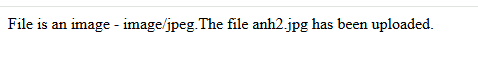 File is an image - image/jpeg.The file anh2.jpg has been uploaded.